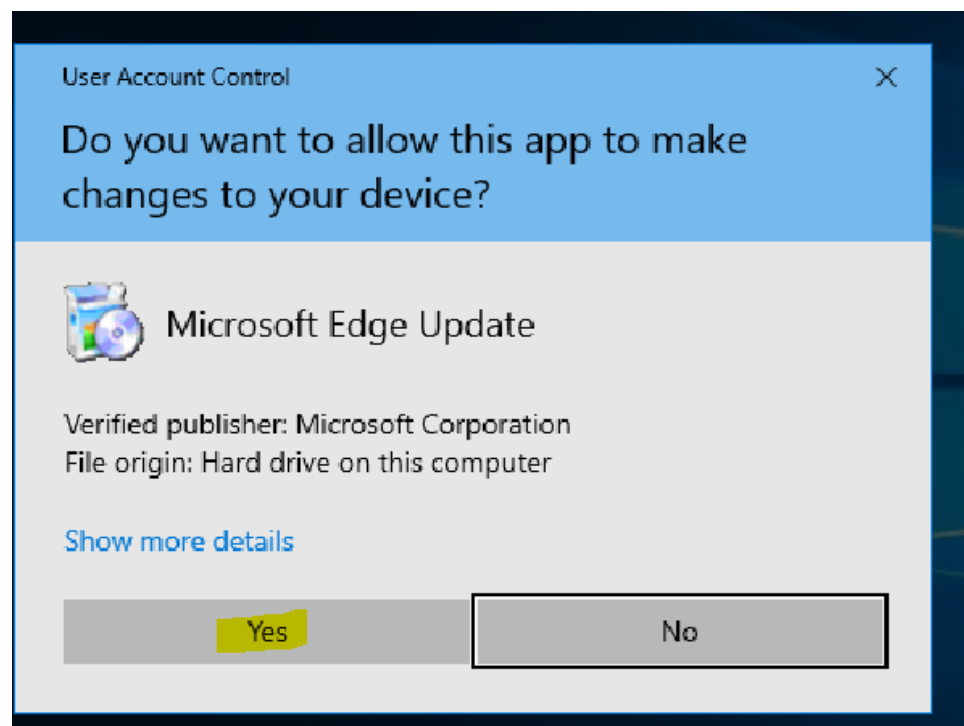 User Account Control
Do you want to allow this app to make
changes to your device?
Microsoft Edge Update
Verified publisher: Microsoft Corporation
File origin: Hard drive on this computer
Show more details
Yes
No